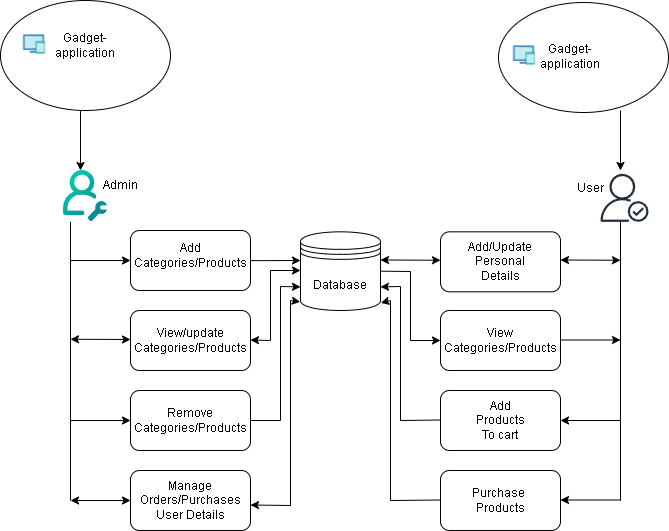 Gadget-
application
Gadget-
application
Admin
User
Add
Categories/Products
Database
Add/Update
Personal
Details
View/update
Categories/Products
View
Categories/Products
Remove
Categories/Products
Add
Products
To cart
Manage
Orders/Purchases
User Details
Purchase
Products